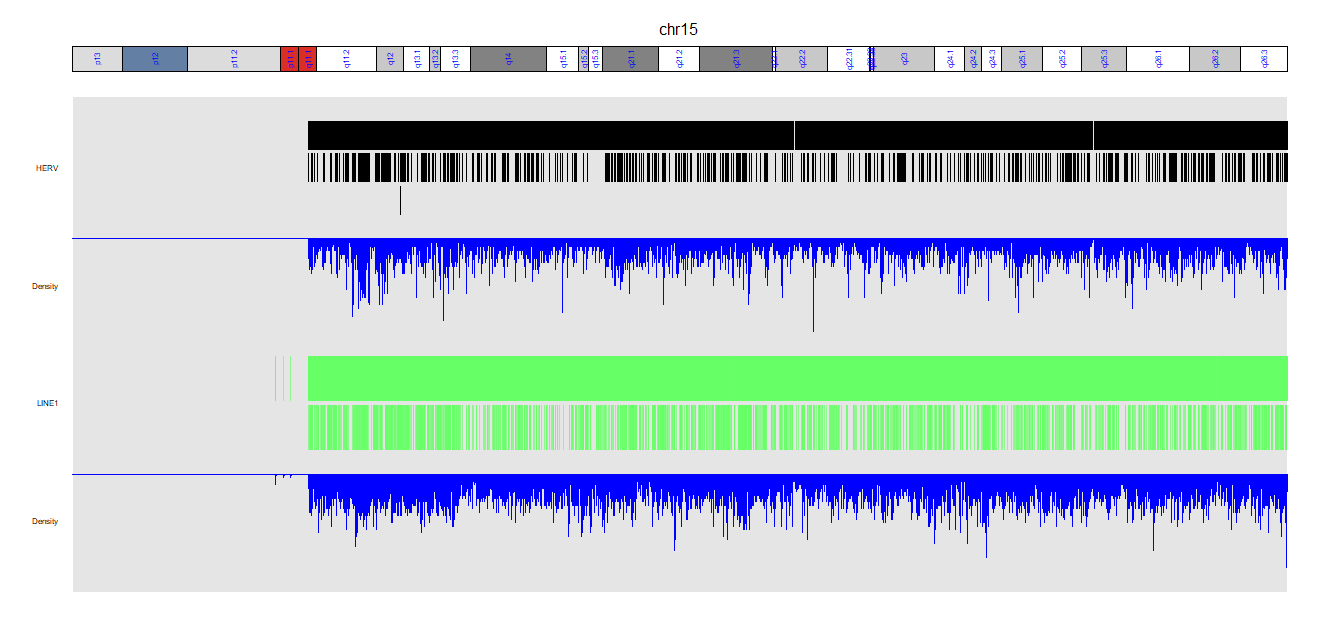 chr15
p13
p12
p11.2
p11.1
q11.1
q11.2
q12
q13.1
q13.2
q13.3
q14
q15.1
q15.2
q15.3
q21.1
q21.2
q21.3
q22.2
q22.31
q23
q24.1
q24.2
q24.3
q25.1
q25.2
q25.3
q26.1
q26.2
q26.3
HERV
Density
LINE1
Density